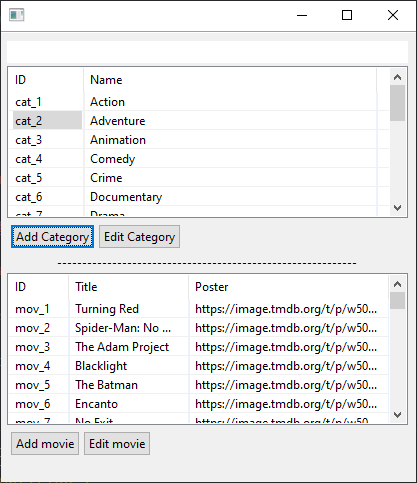 ID Name
cat_1 Action
cat_2 Adventure
cat_3 Animation
cat_4 Comedy
cat_5 Crime
cat_6 Documentary
cat_7 Drama
Add Category Edit Category
--------------------------------------------------
ID Title Poster
mov_1 Turning Red https://image.tmdb.org/t/p/w50...
mov_2 Spider-Man: No ... https://image.tmdb.org/t/p/w50...
mov_3 The Adam Project https://image.tmdb.org/t/p/w50...
mov_4 Blacklight https://image.tmdb.org/t/p/w50...
mov_5 The Batman https://image.tmdb.org/t/p/w50...
mov_6 Encanto https://image.tmdb.org/t/p/w50...
mov_7 No Exit https://image.tmdb.org/t/p/w50...
Add movie Edit movie